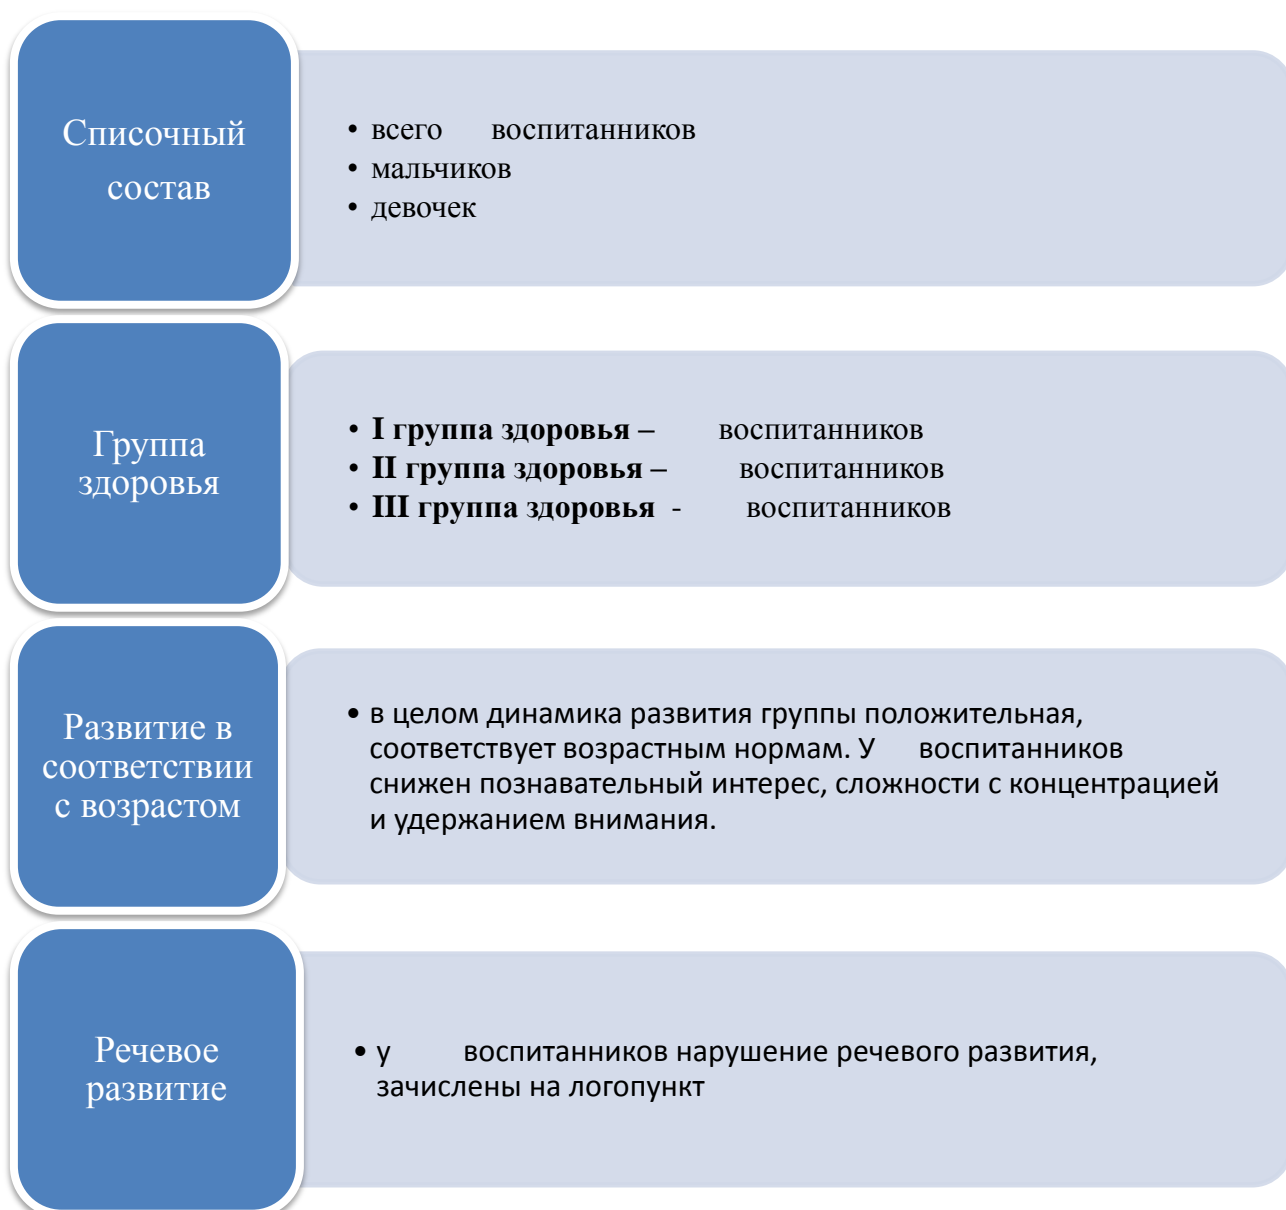 Списочный
состав
• всего воспитанников
• мальчиков
• девочек
Группа
здоровья
• I группа здоровья – воспитанников
• II группа здоровья – воспитанников
• III группа здоровья - воспитанников
Развитие в
соответствии
с возрастом
• в целом динамика развития группы положительная,
соответствует возрастным нормам. У воспитанников
снижен познавательный интерес, сложности с концентрацией
и удержанием внимания.
Речевое
развитие
• у воспитанников нарушение речевого развития,
зачислены на логопункт